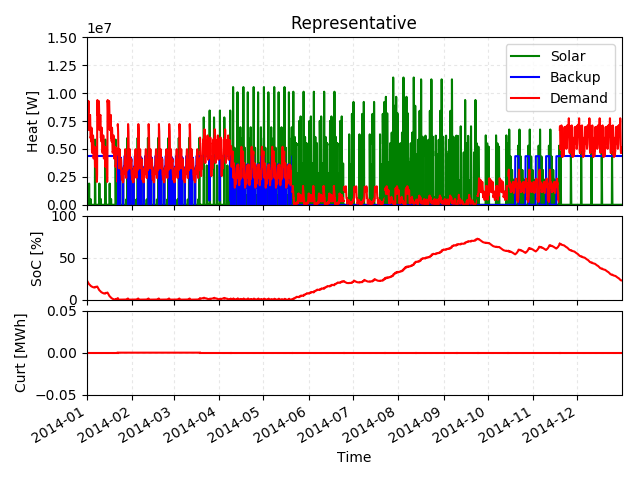 Representative
1e7
1.50
1.25
1.00
0.75
0.50
0.25
0.00
Heat [W]
Solar
Backup
Demand
100
50
0
SoC [%]
0.05
0.00
−0.05
Curt [MWh]
2014-01
2014-02
2014-03
2014-04
2014-05
2014-06
2014-07
2014-08
2014-09
2014-10
2014-11
2014-12
Time